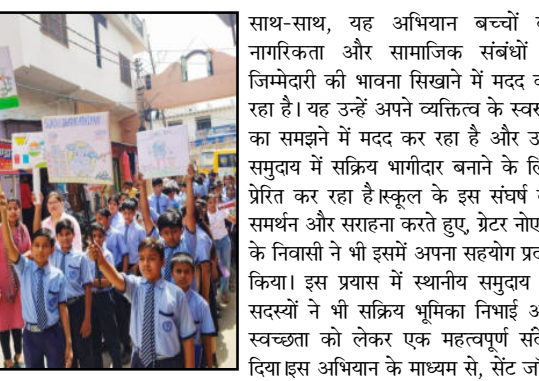 साथ-साथ, यह अभियान बच्चों
नागरिकता और सामाजिक संबंधों
जिम्मेदारी की भावना सिखाने में मदद
रहा है। यह उन्हें अपने व्यक्तित्व के
का समझने में मदद कर रहा है और
समुदाय में सक्रिय भागीदार बनाने के
प्रेरित कर रहा है।स्कूल के इस संघर्ष
समर्थन और सराहना करते हुए, ग्रेटर
के निवासी ने भी इसमें अपना सहयोग
किया। इस प्रयास में स्थानीय समुदाय
सदस्यों ने भी सक्रिय भूमिका निभाई
स्वच्छता को लेकर एक महत्वपूर्ण
दिया।इस अभियान के माध्यम से, सेंट